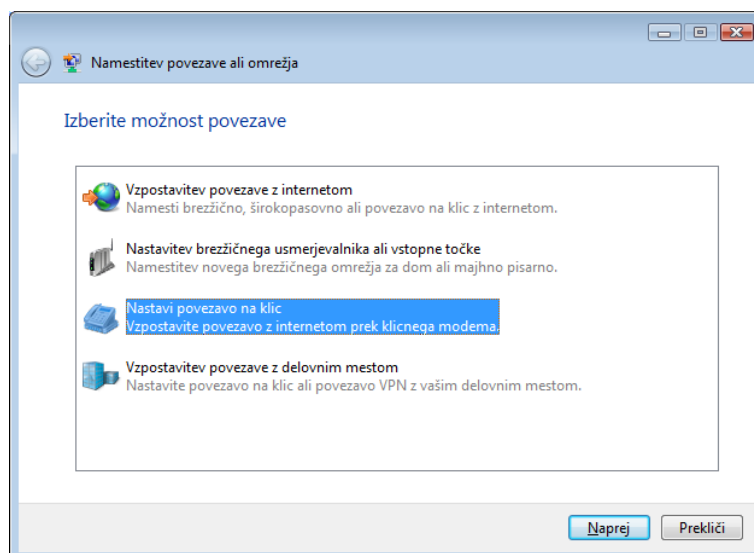 Namestitev povezave ali omrežja
Izberite možnost povezave
Vzpostavitev povezave z internetom
Namesti brezžično, širokopasovno ali povezavo na klic z internetom.
Nastavitev brezžičnega usmerjevalnika ali vstopne točke
Namestitev novega brezžičnega omrežja za dom ali majhno pisarno.
Nastavi povezavo na klic
Vzpostavite povezavo z internetom prek klicnega modema.
Vzpostavitev povezave z delovnim mestom
Nastavite povezavo na klic ali povezavo VPN z vašim delovnim mestom.
Naprej Prekliči